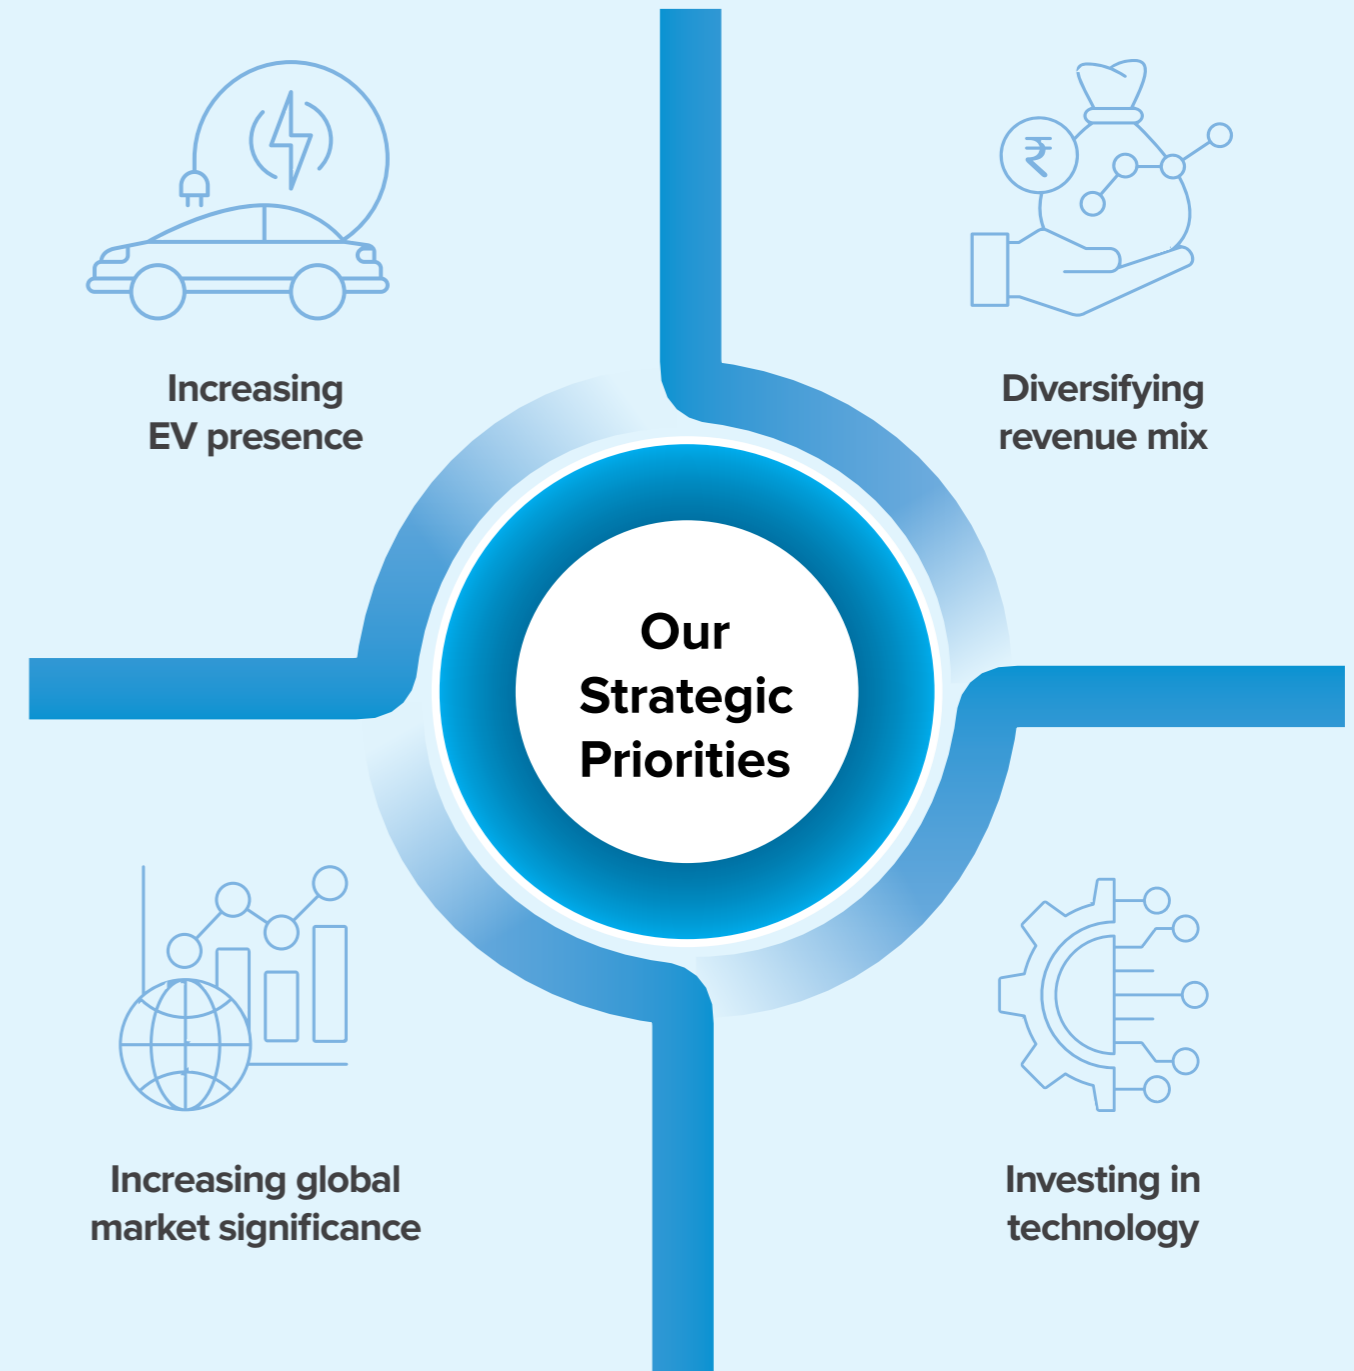 ₹
Increasing
EV presence
Diversifying
revenue mix
Our
Strategic
Priorities
Increasing global
market significance
Investing in
technology